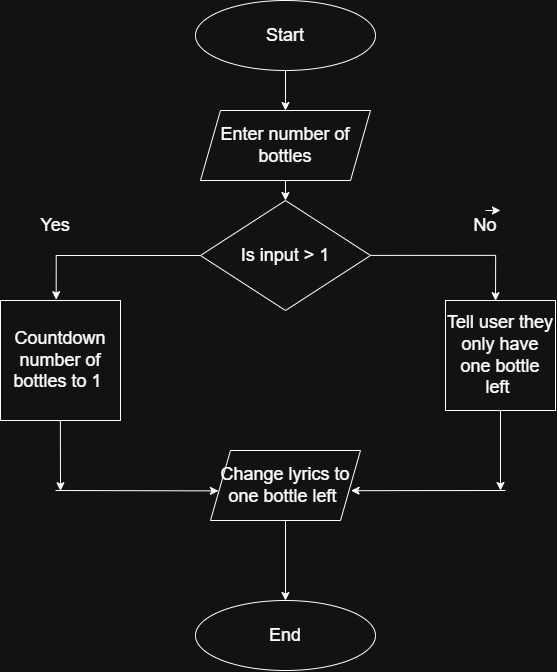 Start
Enter number of
bottles
Yes
No
Is input > 1
Countdown
number of
bottles to 1
Tell user they
only have
one bottle
left
Change lyrics to
one bottle left
End